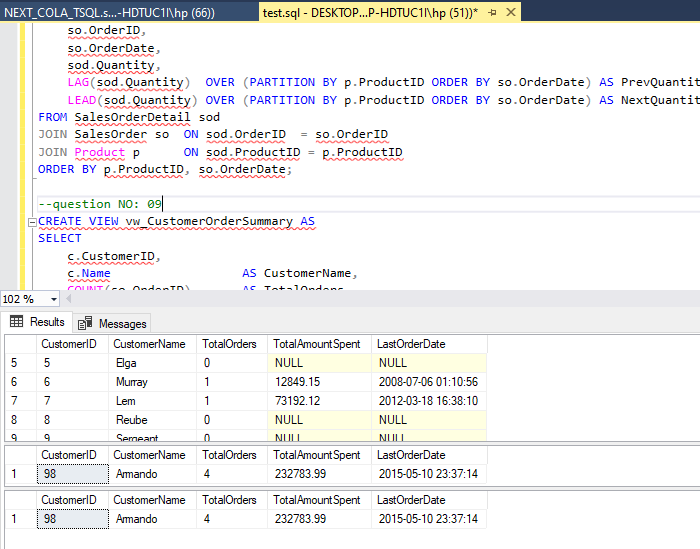 NEXT_COLA_TSQL.s...-HDTUC1I\hp (66))
test.sql - DESKTOP...P-HDTUC1I\hp (51))*
so.OrderID,
so.OrderDate,
sod.Quantity,
LAG(sod.Quantity) OVER (PARTITION BY p.ProductID ORDER BY so.OrderDate) AS PrevQuantit
LEAD(sod.Quantity) OVER (PARTITION BY p.ProductID ORDER BY so.OrderDate) AS NextQuantit
FROM SalesOrderDetail sod
JOIN SalesOrder so ON sod.OrderID = so.OrderID
JOIN Product p ON sod.ProductID = p.ProductID
ORDER BY p.ProductID, so.OrderDate;
--question NO: 09
CREATE VIEW vw_CustomerOrderSummary AS
SELECT
c.CustomerID,
c.Name AS CustomerName,
COUNT(so.OrderID) AS TotalOrders
102 %
Results Messages
CustomerID CustomerName TotalOrders TotalAmountSpent LastOrderDate
5 5 Elga 0 NULL NULL
6 6 Murray 1 12849.15 2008-07-06 01:10:56
7 7 Lem 1 73192.12 2012-03-18 16:38:10
8 8 Reube 0 NULL NULL
9 9 Sergeant 0 NULL NULL
CustomerID CustomerName TotalOrders TotalAmountSpent LastOrderDate
1 98 Armando 4 232783.99 2015-05-10 23:37:14
CustomerID CustomerName TotalOrders TotalAmountSpent LastOrderDate
1 98 Armando 4 232783.99 2015-05-10 23:37:14